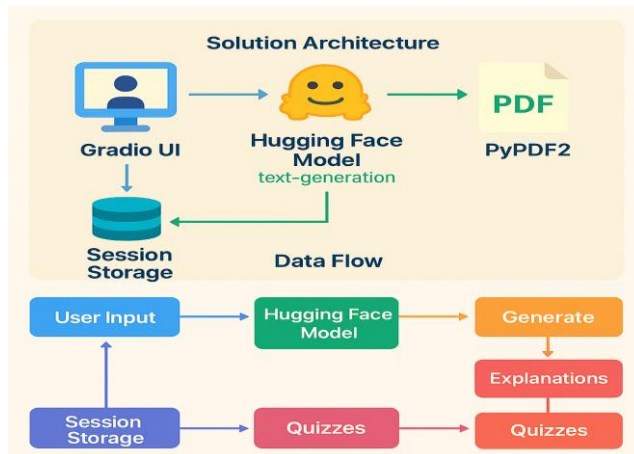 Solution Architecture
PDF
Gradio UI
Hugging Face
Model
text-generation
PyPDF2
Session
Storage
Data Flow
User Input
Hugging Face
Model
Generate
Explanations
Session
Storage
Quizzes
Quizzes